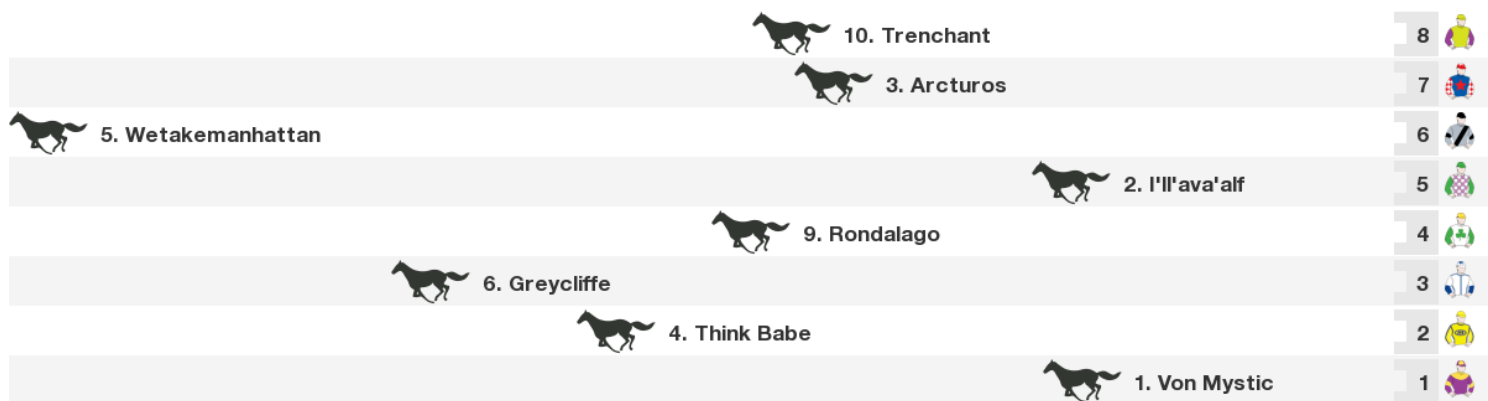 10. Trenchant 8
3. Arcturos 7
5. Wetakemanhattan 6
2. I'll'ava'alf 5
9. Rondalago 4
6. Greycliffe 3
4. Think Babe 2
1. Von Mystic 1